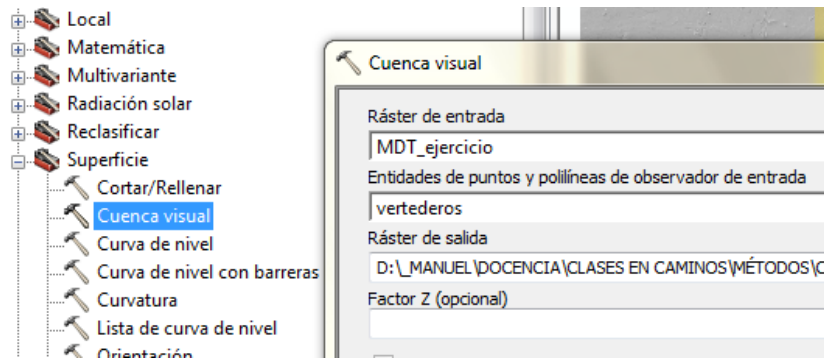 Local
Matemática
Multivariante
Radiación solar
Reclasificar
Superficie
Cortar/Rellenar
Cuenca visual
Curva de nivel
Curva de nivel con barreras
Curvatura
Lista de curva de nivel
Orientación
Cuenca visual
Ráster de entrada
MDT_ejercicio
Entidades de puntos y polilíneas de observador de entrada
vertederos
Ráster de salida
D:\_MANUEL\DOCENCIA\CLASES EN CAMINOS\MÉTODOS\
Factor Z (opcional)